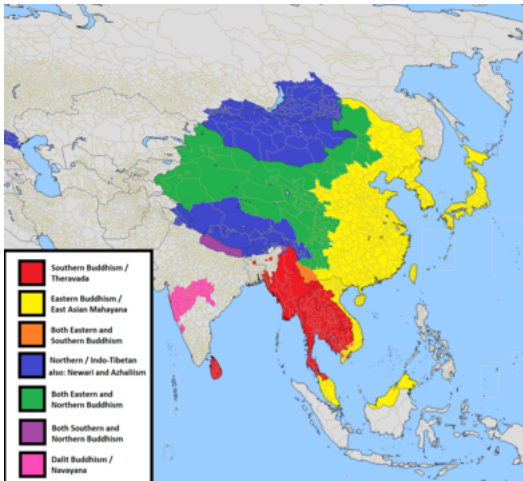 Southern Buddhism /
Theravada
Eastern Buddhism /
East Asian Mahayana
Both Eastern and
Southern Buddhism
Northern / Indo-Tibetan
also: Newari and Azhaliism
Both Eastern and
Northern Buddhism
Both Southern and
Northern Buddhism
Dalit Buddhism /
Navayana